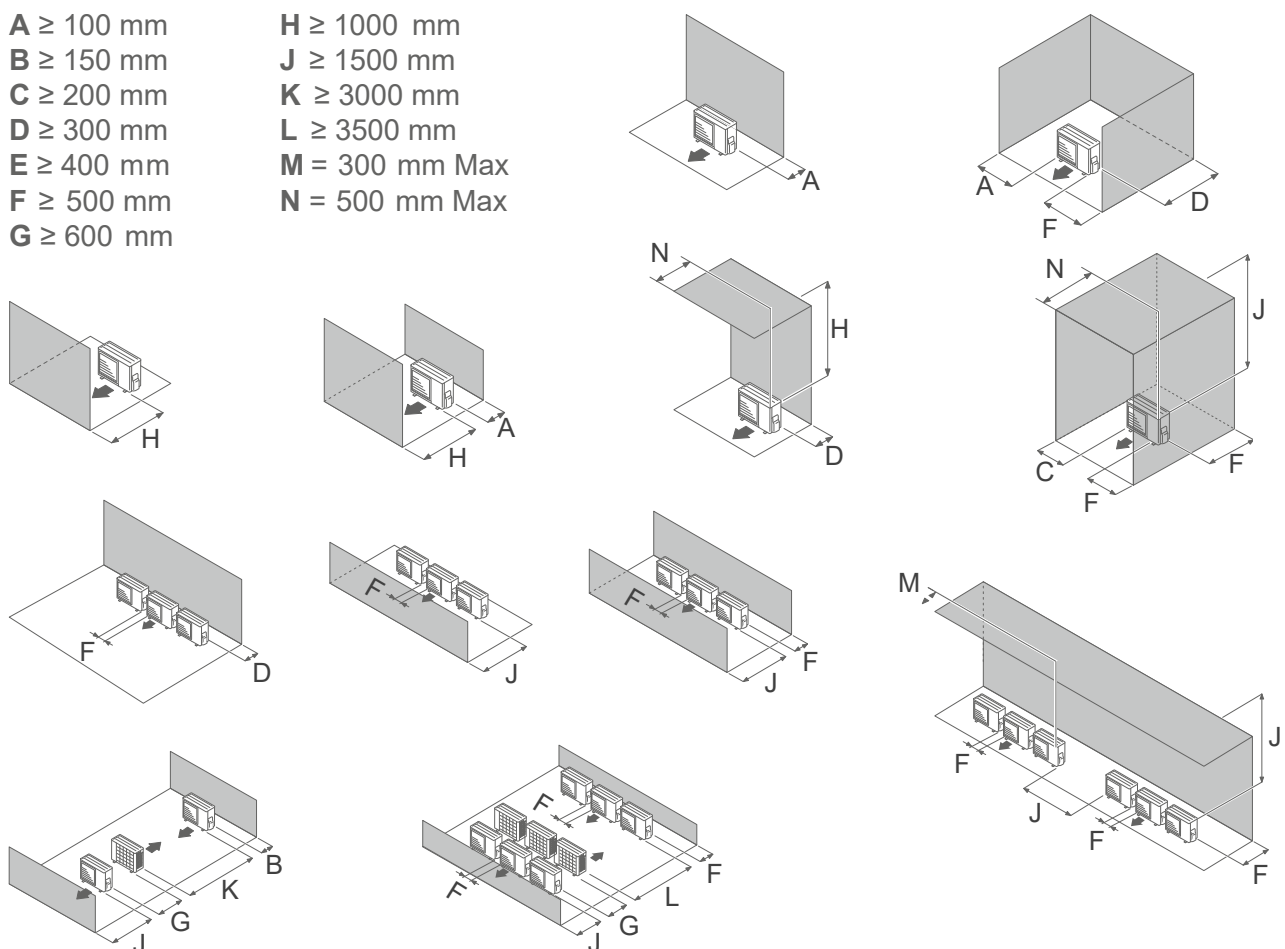 A ≥ 100 mm
B ≥ 150 mm
C ≥ 200 mm
D ≥ 300 mm
E ≥ 400 mm
F ≥ 500 mm
G ≥ 600 mm
H ≥ 1000 mm
J ≥ 1500 mm
K ≥ 3000 mm
L ≥ 3500 mm
M = 300 mm Max
N = 500 mm Max
A
A
F
D
H
H
A
N
H
D
N
J
C
F
F
F
D
F
J
F
J
F
M
F
J
F
J
F
J
G
K
B
F
F
J
G
L
F